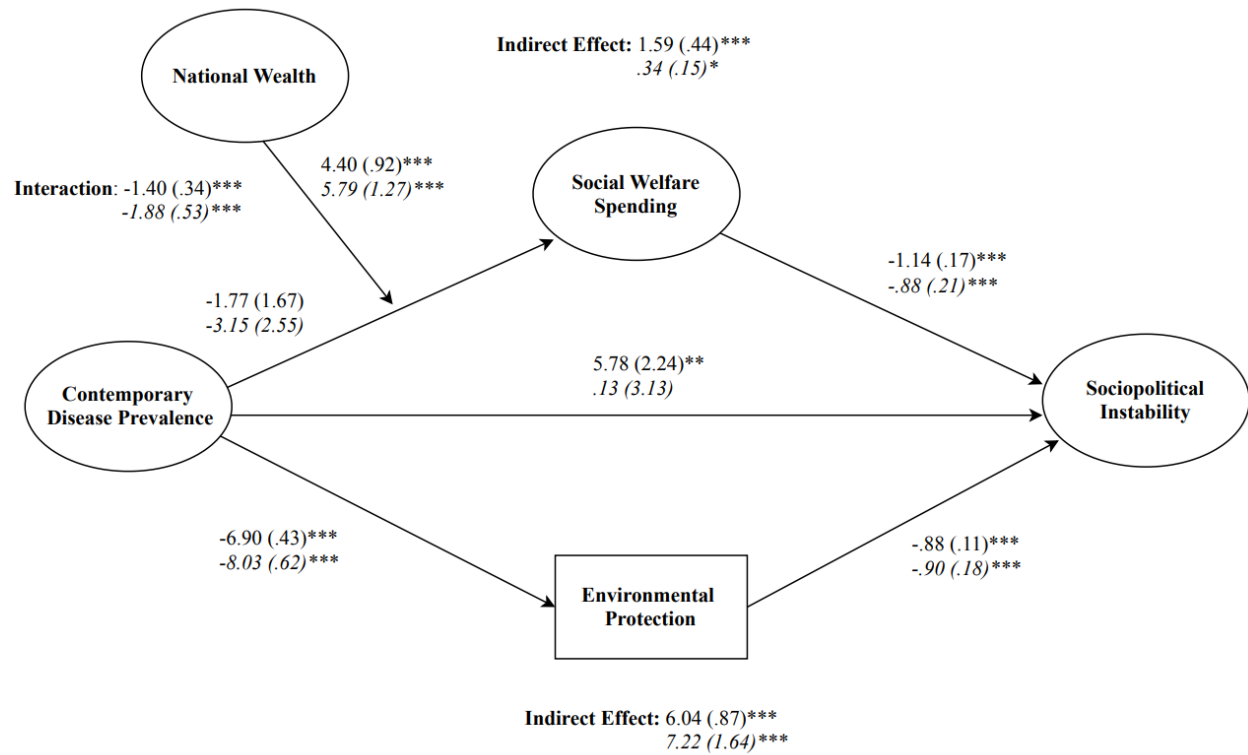 Indirect Effect: 1.59 (.44)***
.34 (.15)*
National Wealth
4.40 (.92)***
5.79 (1.27)***
Interaction: -1.40 (.34)***
-1.88 (.53)***
Social Welfare
Spending
-1.14 (.17)***
-.88 (.21)***
-1.77 (1.67)
-3.15 (2.55)
5.78 (2.24)**
.13 (3.13)
Contemporary
Disease Prevalence
Sociopolitical
Instability
-6.90 (.43)***
-8.03 (.62)***
-.88 (.11)***
-.90 (.18)***
Environmental
Protection
Indirect Effect: 6.04 (.87)***
7.22 (1.64)***